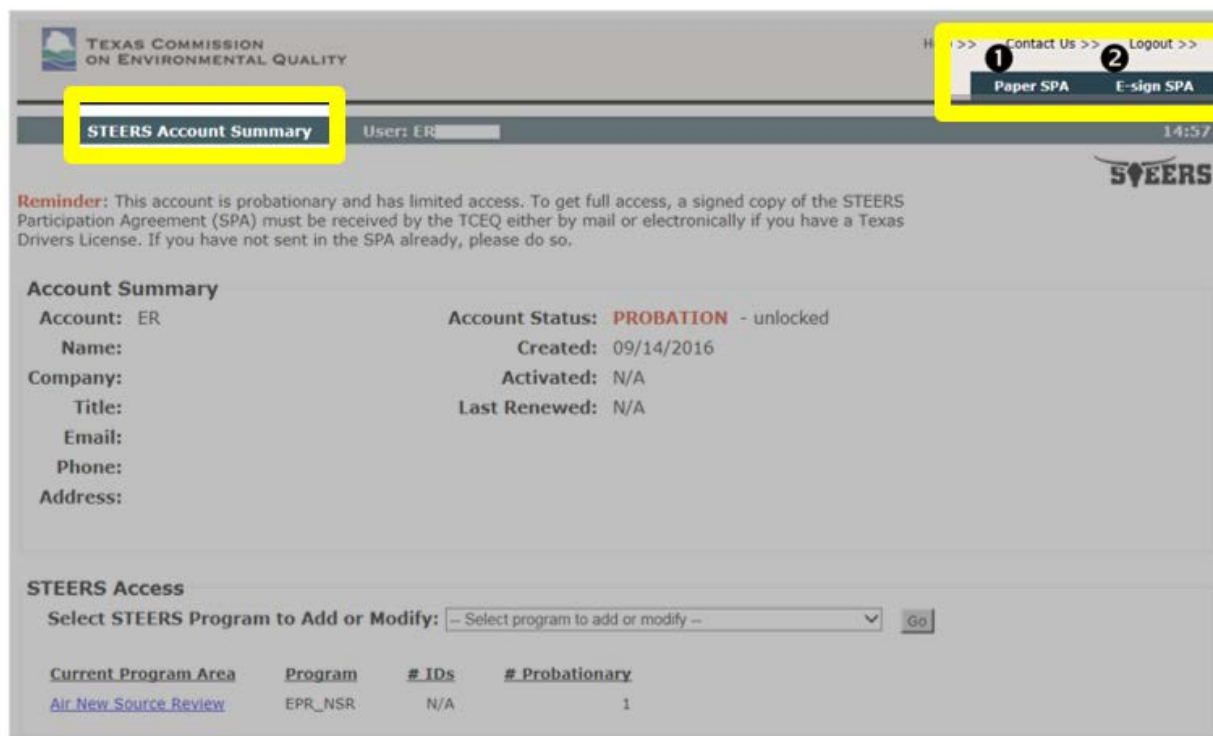 TEXAS COMMISSION
ON ENVIRONMENTAL QUALITY
>> Contact Us >> Logout >>
1 2
Paper SPA E-sign SPA
STEERS Account Summary User: ER 14:57
STEERS
Reminder: This account is probationary and has limited access. To get full access, a signed copy of the STEERS
Participation Agreement (SPA) must be received by the TCEQ either by mail or electronically if you have a Texas
Drivers License. If you have not sent in the SPA already, please do so.
Account Summary
Account: ER Account Status: PROBATION - unlocked
Name: Created: 09/14/2016
Company: Activated: N/A
Title: Last Renewed: N/A
Email:
Phone:
Address:
STEERS Access
Select STEERS Program to Add or Modify: -- Select program to add or modify -- Go
Current Program Area Program # IDs # Probationary
Air New Source Review EPR_NSR N/A 1